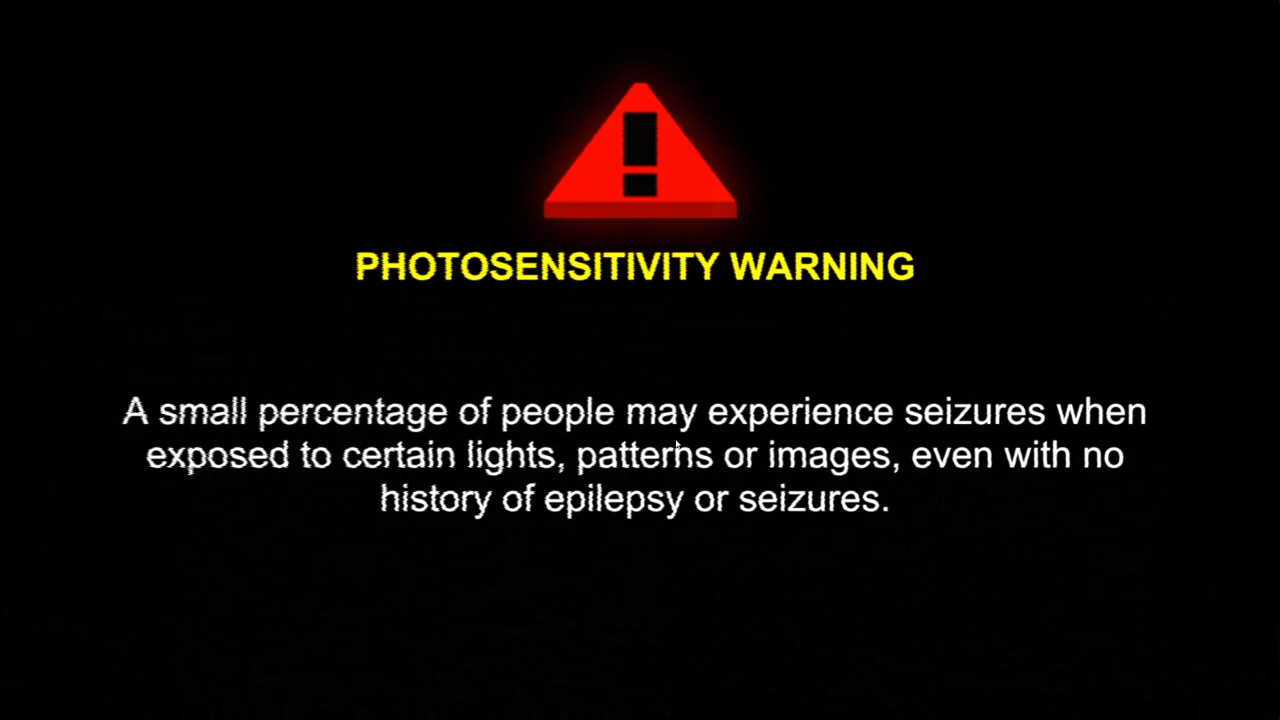 PHOTOSENSITIVITY WARNING
A small percentage of people may experience seizures when
exposed to certain lights, patterns or images, even with no
history of epilepsy or seizures.